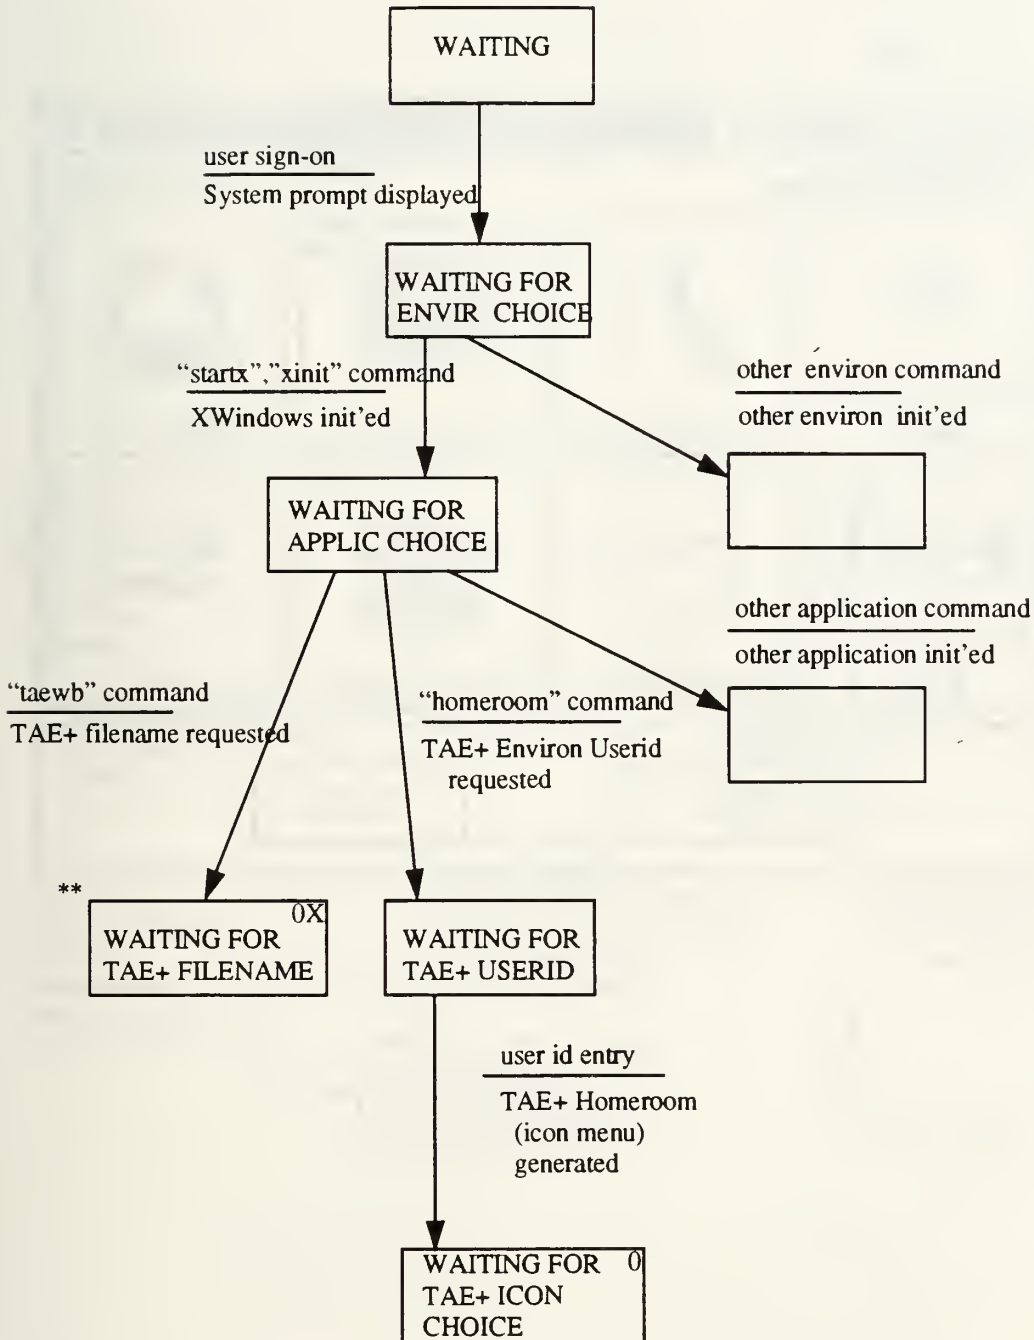 WAITING
user sign-on
System prompt displayed
WAITING FOR
ENVIR CHOICE
“startx”,"xinit” command
XWindows init’ed
other environ command
other environ init’ed
WAITING FOR
APPLIC CHOICE
other application command
other application init’ed
“taewb” command
TAE+ filename requested
“homeroom” command
TAE+ Environ Userid
requested
**
0X
WAITING FOR
TAE+ FILENAME
WAITING FOR
TAE+ USERID
user id entry
TAE+ Homeroom
(icon menu)
generated
WAITING FOR 0
TAE+ ICON
CHOICE